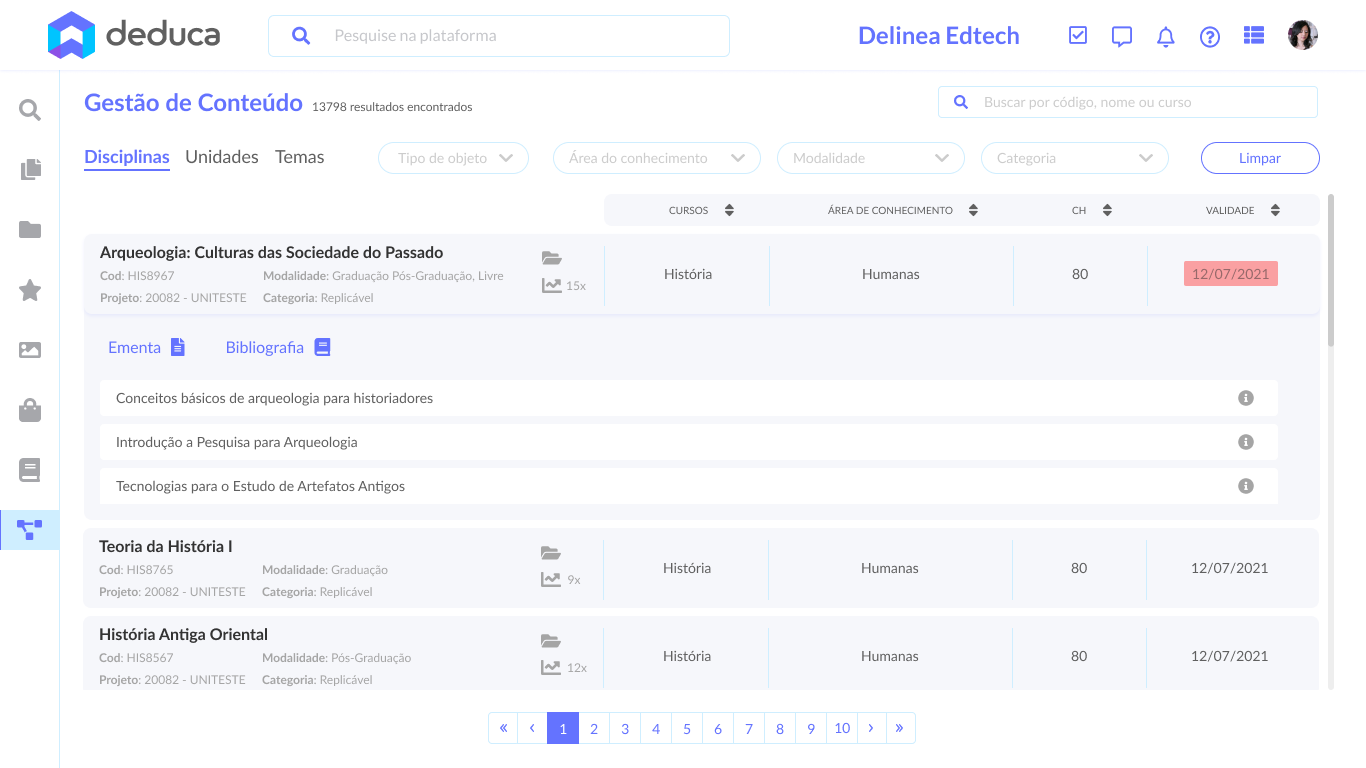 deduca
Pesquise na plataforma
Delinea Edtech
Gestão de Conteúdo 13798 resultados encontrados
Buscar por código, nome ou curso
Disciplinas Unidades Temas
Tipo de objeto
Área do conhecimento
Modalidade
Categoria
Limpar
CURSOS ÁREA DE CONHECIMENTO CH VALIDADE
Arqueologia: Culturas das Sociedade do Passado
Cod: HIS8967 Modalidade: Graduação Pós-Graduação, Livre
Projeto: 20082 - UNITESTE Categoria: Replicável
15x
História Humanas 80 12/07/2021
Ementa Bibliografia
Conceitos básicos de arqueologia para historiadores
Introdução a Pesquisa para Arqueologia
Tecnologias para o Estudo de Artefatos Antigos
Teoria da História I
Cod: HIS8765 Modalidade: Graduação
Projeto: 20082 - UNITESTE Categoria: Replicável
9x
História Humanas 80 12/07/2021
História Antiga Oriental
Cod: HIS8567 Modalidade: Pós-Graduação
Projeto: 20082 - UNITESTE Categoria: Replicável
12x
História Humanas 80 12/07/2021
« ‹ 1 2 3 4 5 6 7 8 9 10 › »